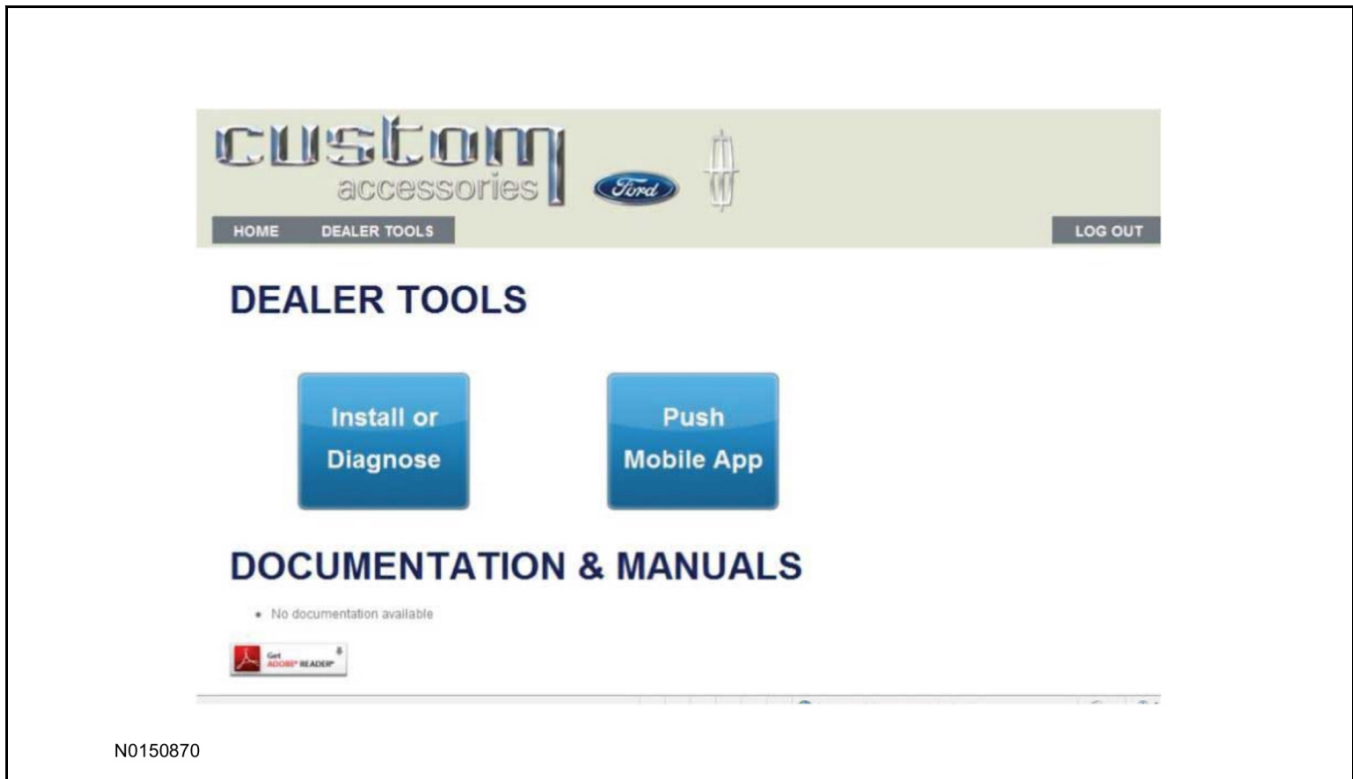 custom
accessories
Ford
HOME DEALER TOOLS LOG OUT
DEALER TOOLS
Install or
Diagnose
Push
Mobile App
DOCUMENTATION & MANUALS
• No documentation available
Get
ADOBE® READER®
N0150870